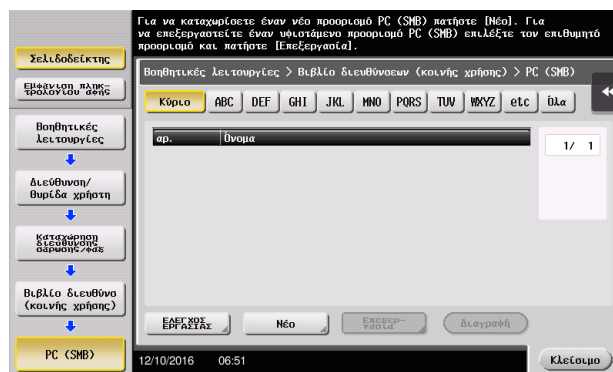 Για να καταχωρίσετε έναν νέο προορισμό PC (SMB) πατήστε [Νέο]. Για
να επεξεργαστείτε έναν υφιστάμενο προορισμό PC (SMB) επιλέξτε τον επιθυμητό
προορισμό και πατήστε [Επεξεργασία].
Σελιδοδείκτης
Εμφάνιση πληκ-
τρολογίου αφής
Βοηθητικές
λειτουργίες
Διεύθυνση/
Θυρίδα χρήστη
Καταχώρηση
διεύθυνσης
σάρωσης/φαξ
Βιβλίο διευθύνσ
(κοινής χρήσης)
PC (SMB)
Βοηθητικές λειτουργίες > Βιβλίο διευθύνσεων (κοινής χρήσης) > PC (SMB)
Κύριο ABC DEF GHI JKL MNO PQRS TUV WXYZ etc Όλα
αρ. Όνομα
1/ 1
ΕΛΕΓΧΟΣ
ΕΡΓΑΣΙΑΣ
Νέο
Επεξερ-
γασία
Διαγραφή
12/10/2016 06:51
Κλείσιμο